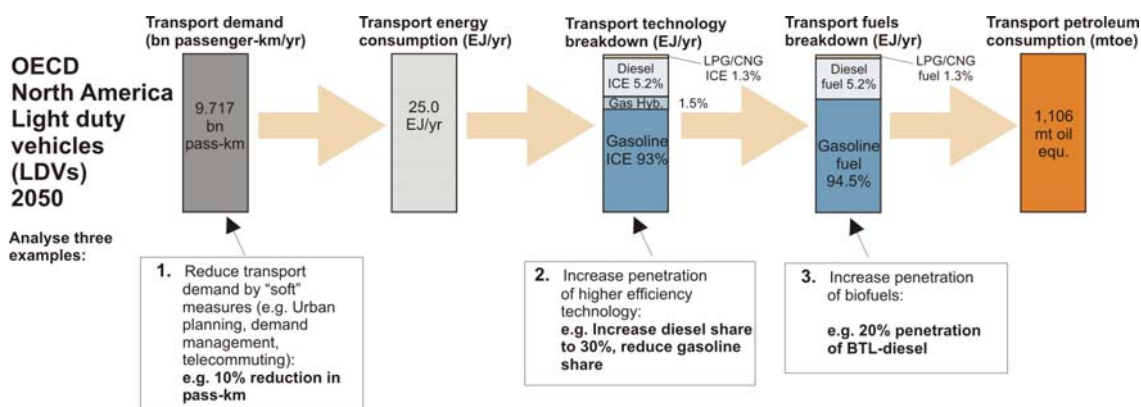 Transport demand
(bn passenger-km/yr)
Transport energy
consumption (EJ/yr)
Transport technology
breakdown (EJ/yr)
Transport fuels
breakdown (EJ/yr)
Transport petroleum
consumption (mtoe)
OECD
North America
Light duty
vehicles
(LDVs)
2050
9.717
bn
pass-km
25.0
EJ/yr
LPG/CNG
ICE 1.3%
Diesel
ICE 5.2%
Gas Hyb.
1.5%
Gasoline
ICE 93%
LPG/CNG
fuel 1.3%
Diesel
fuel 5.2%
Gasoline
fuel
94.5%
1,106
mt oil
equ.
Analyse three
examples:
1. Reduce transport
demand by “soft”
measures (e.g. Urban
planning, demand
management,
telecommuting):
e.g. 10% reduction in
pass-km
2. Increase penetration
of higher efficiency
technology:
e.g. Increase diesel share
to 30%, reduce gasoline
share
3. Increase penetration
of biofuels:
e.g. 20% penetration
of BTL-diesel